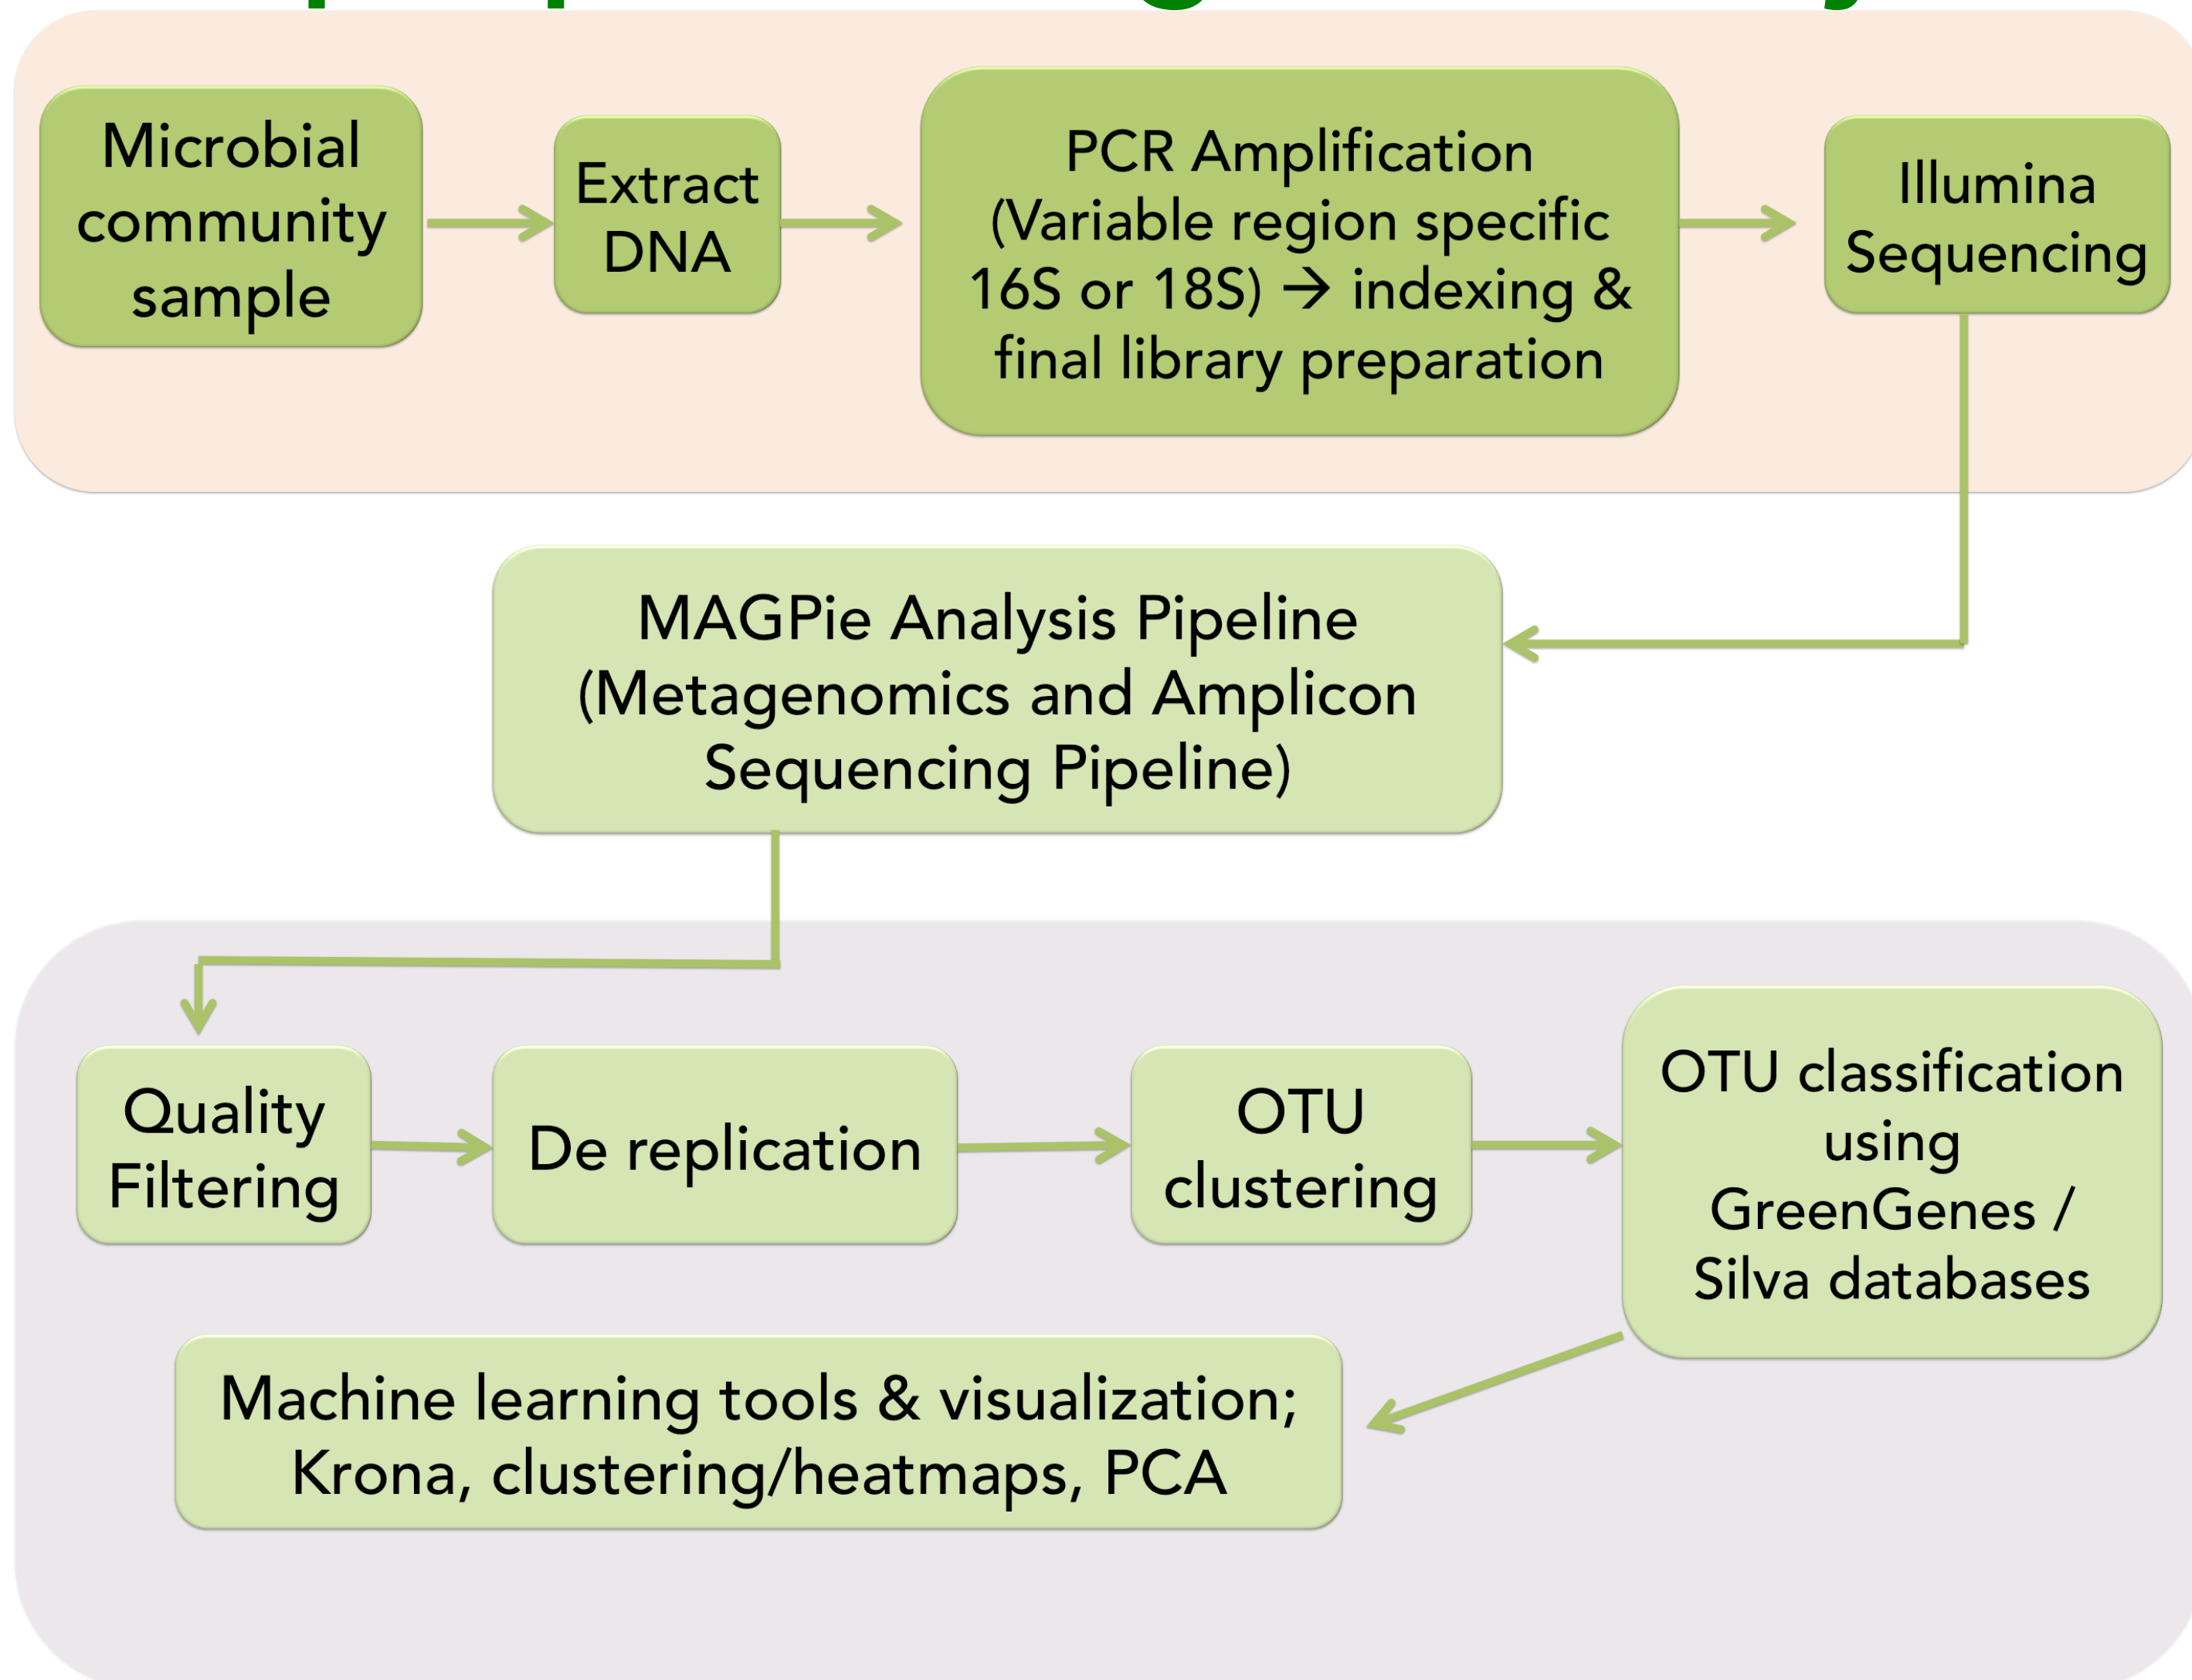 Microbial
community
sample
Extract
DNA
PCR Amplification
(Variable region specific
16S or 18S) → indexing &
final library preparation
Illumina
Sequencing
MAGPie Analysis Pipeline
(Metagenomics and Amplicon
Sequencing Pipeline)
Quality
Filtering
De replication
OTU
clustering
OTU classification
using
GreenGenes /
Silva databases
Machine learning tools & visualization;
Krona, clustering/heatmaps, PCA